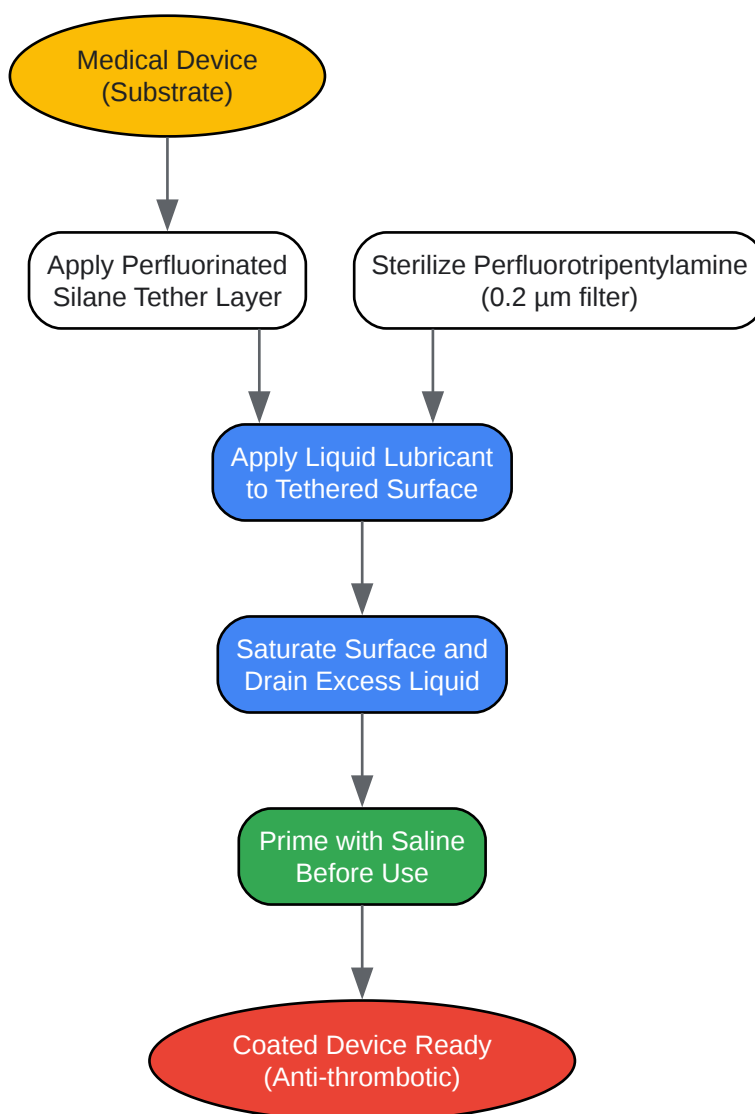 Medical Device
(Substrate)
Apply Perfluorinated
Silane Tether Layer
Sterilize Perfluorotripentylamine
(0.2 µm filter)
Apply Liquid Lubricant
to Tethered Surface
Saturate Surface and
Drain Excess Liquid
Prime with Saline
Before Use
Coated Device Ready
(Anti-thrombotic)